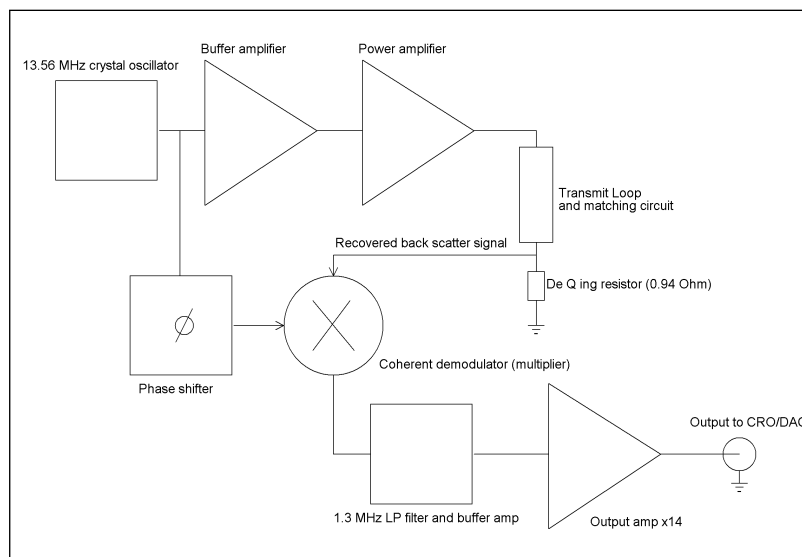 Buffer amplifier
Power amplifier
13.56 MHz crystal oscillator
Transmit Loop
and matching circuit
Recovered back scatter signal
De Q ing resistor (0.94 Ohm)
Phase shifter
Coherent demodulator (multiplier)
Output to CRO/DAC
1.3 MHz LP filter and buffer amp
Output amp x14